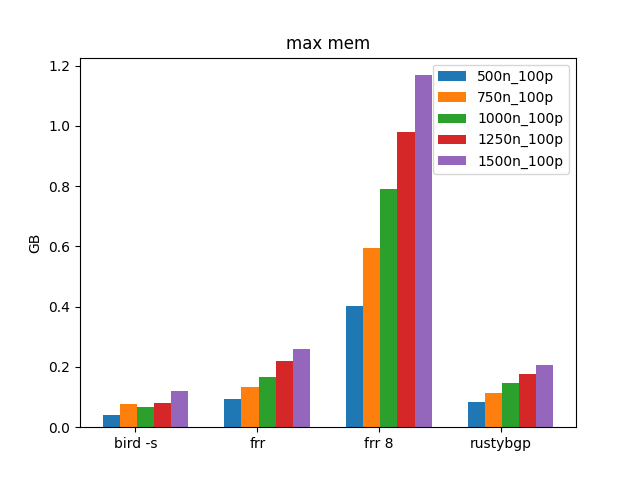 max mem
500n_100p
750n_100p
1000n_100p
1250n_100p
1500n_100p
GB
1.2
1.0
0.8
0.6
0.4
0.2
0.0
bird -s
frr
frr 8
rustybgp